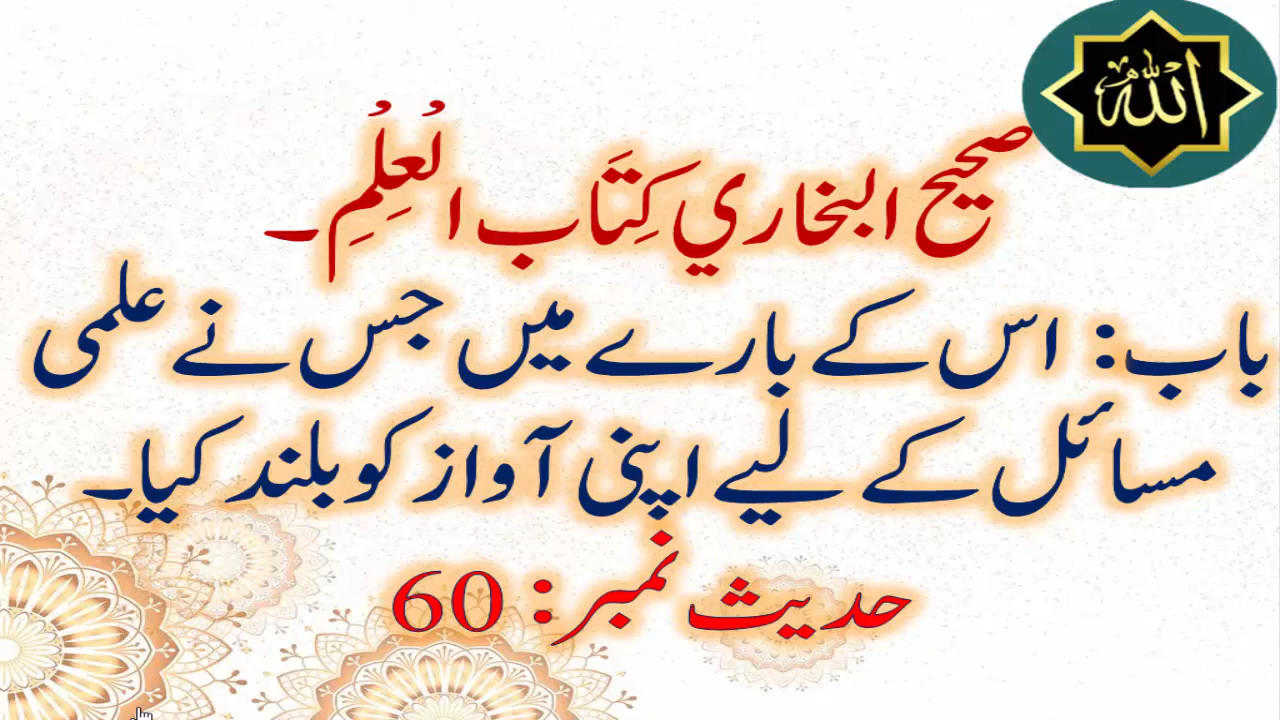 الله
صحيح البخاري كِتَاب الْعِلْمِ۔
باب: اس کے بارے میں جس نے علمی
مسائل کے لیے اپنی آواز کو بلند کیا۔
حدیث نمبر: 60